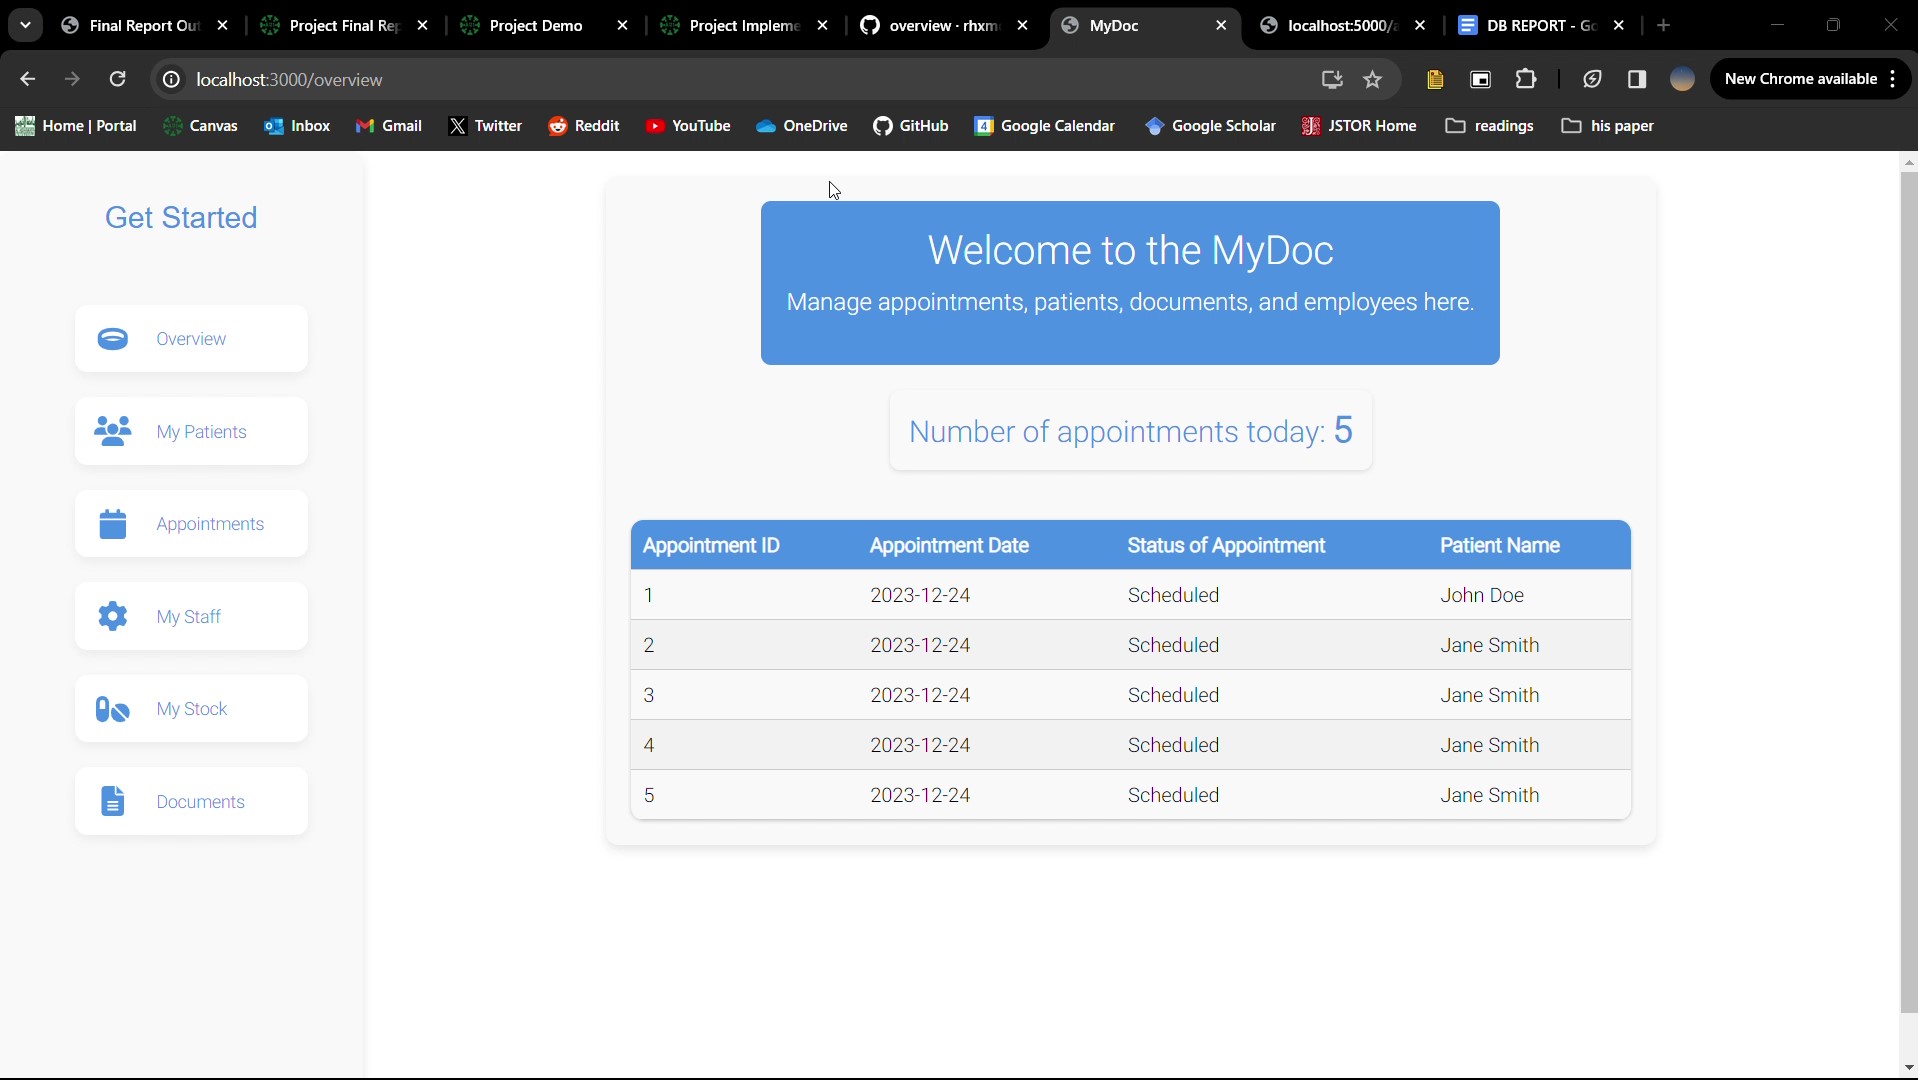 Final Report Ou
Project Final Re
Project Demo
Project Impleme
overview · rhxm
MyDoc
localhost:5000/
DB REPORT - Go
localhost:3000/overview
New Chrome available
Home | Portal
Canvas
Inbox
Gmail
Twitter
Reddit
YouTube
OneDrive
GitHub
4
Google Calendar
Google Scholar
JSTOR Home
readings
his paper
Get Started
Overview
My Patients
Appointments
My Staff
My Stock
Documents
Welcome to the MyDoc
Manage appointments, patients, documents, and employees here.
Number of appointments today: 5
Appointment ID Appointment Date Status of Appointment Patient Name
1 2023-12-24 Scheduled John Doe
2 2023-12-24 Scheduled Jane Smith
3 2023-12-24 Scheduled Jane Smith
4 2023-12-24 Scheduled Jane Smith
5 2023-12-24 Scheduled Jane Smith